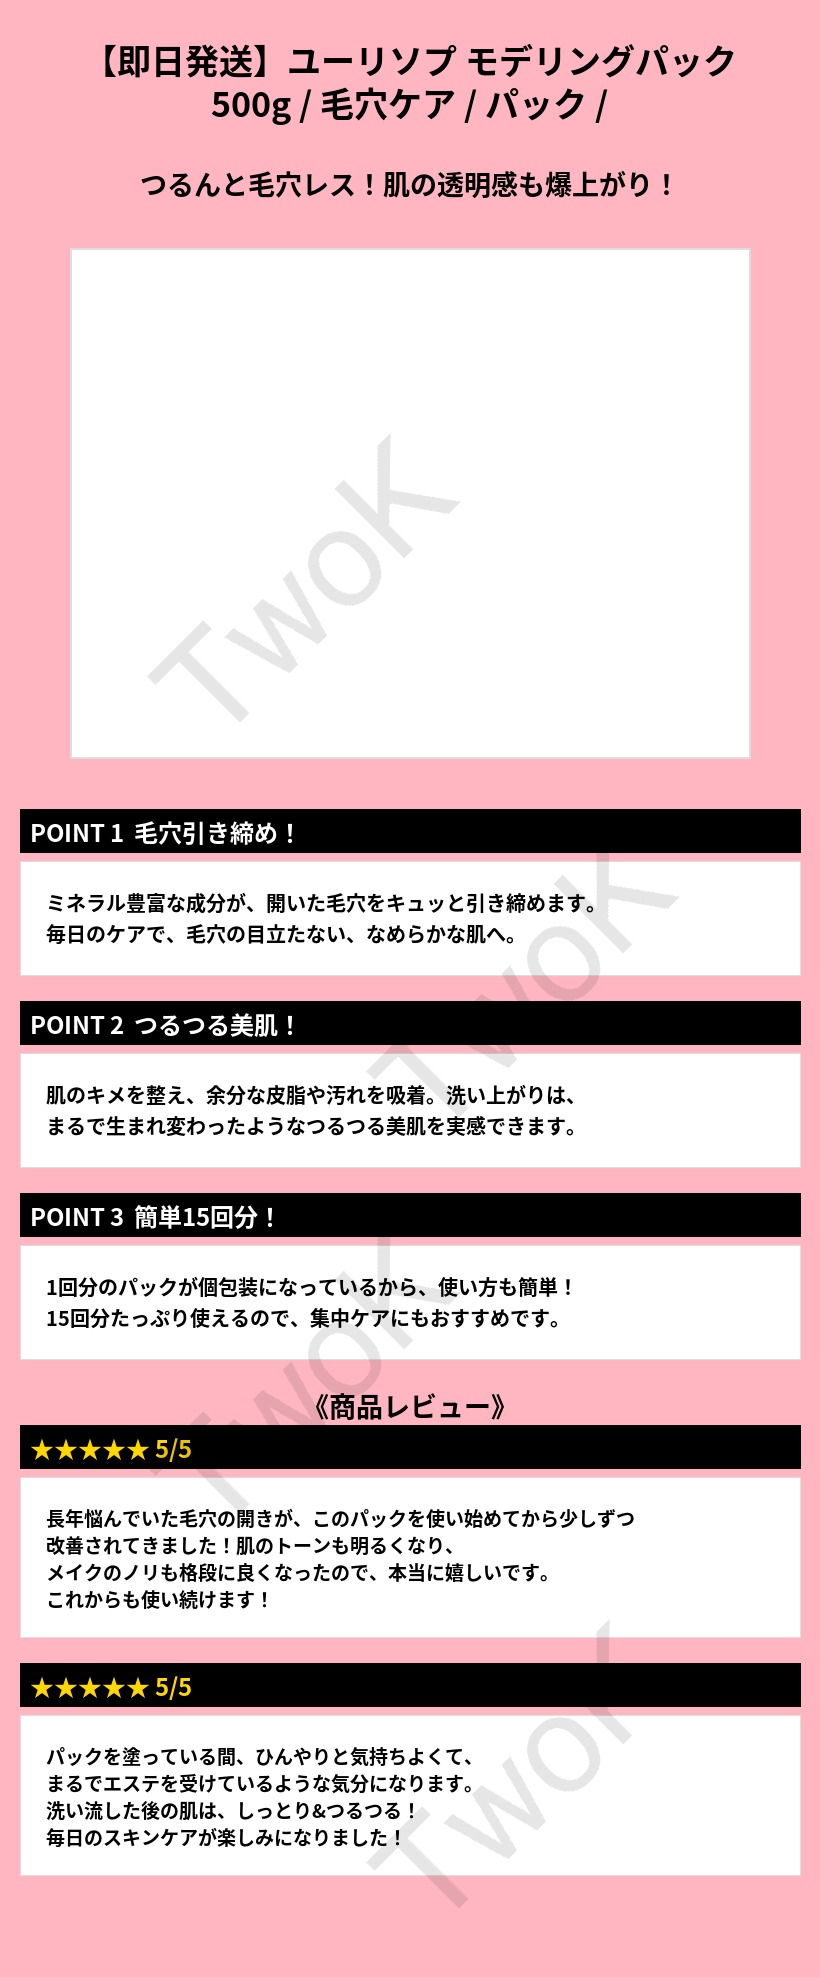 【即日発送】ユーリソプ モデリングパック
500g / 毛穴ケア / パック /
つるんと毛穴レス！肌の透明感も爆上がり！
TwoK
POINT 1 毛穴引き締め！
ミネラル豊富な成分が、開いた毛穴をキュッと引き締めます。
毎日のケアで、毛穴の目立たない、なめらかな肌へ。
TwoK
POINT 2 つるつる美肌！
肌のキメを整え、余分な皮脂や汚れを吸着。洗い上がりは、
まるで生まれ変わったようなつるつる美肌を実感できます。
POINT 3 簡単15回分！
1回分のパックが個包装になっているから、使い方も簡単！
15回分たっぷり使えるので、集中ケアにもおすすめです。
TwoK
《商品レビュー》
★★★★★ 5/5
長年悩んでいた毛穴の開きが、このパックを使い始めてから少しずつ
改善されてきました！肌のトーンも明るくなり、
メイクのノリも格段に良くなったので、本当に嬉しいです。
これからも使い続けます！
★★★★★ 5/5
パックを塗っている間、ひんやりと気持ちよくて、
まるでエステを受けているような気分になります。
洗い流した後の肌は、しっとり&つるつる！
毎日のスキンケアが楽しみになりました！
TwoK